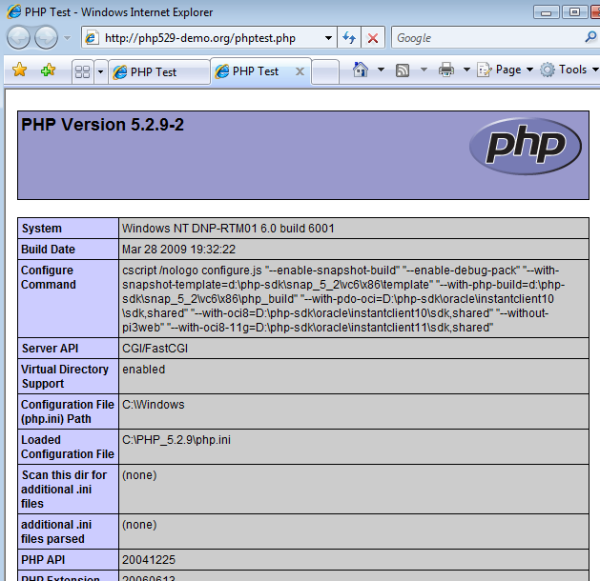 PHP Test - Windows Internet Explorer
http://php529-demo.org/phptest.php
Google
PHP Test
PHP Test
Page
Tools
PHP Version 5.2.9-2
php
System Windows NT DNP-RTM01 6.0 build 6001
Build Date Mar 28 2009 19:32:22
Configure Command cscript /nologo configure.js "--enable-snapshot-build" "--enable-debug-pack" "--with-
snapshot-template=d:\php-sdk\snap_5_2\vc6\x86\template" "--with-php-build=d:\php-
sdk\snap_5_2\vc6\x86\php_build" "--with-pdo-oci=D:\php-sdk\oracle\instantclient10
\sdk,shared" "--with-oci8=D:\php-sdk\oracle\instantclient10\sdk,shared" "--without-
pi3web" "--with-oci8-11g=D:\php-sdk\oracle\instantclient11\sdk,shared"
Server API CGI/FastCGI
Virtual Directory
Support enabled
Configuration File
(php.ini) Path C:\Windows
Loaded
Configuration File C:\PHP_5.2.9\php.ini
Scan this dir for
additional .ini
files (none)
additional .ini
files parsed (none)
PHP API 20041225
PHP Extension 20060613